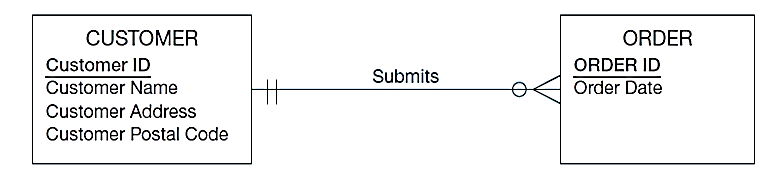 CUSTOMER
Customer ID
Customer Name
Customer Address
Customer Postal Code
Submits
ORDER
ORDER ID
Order Date